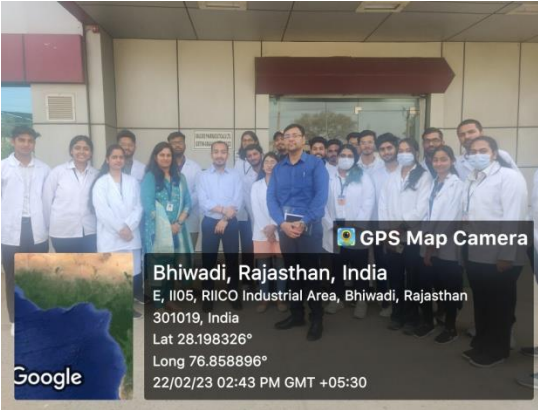 GPS Map Camera
Bhiwadi, Rajasthan, India
E, II05, RIICO Industrial Area, Bhiwadi, Rajasthan
301019, India
Lat 28.198326°
Long 76.858896°
22/02/23 02:43 PM GMT +05:30
Google